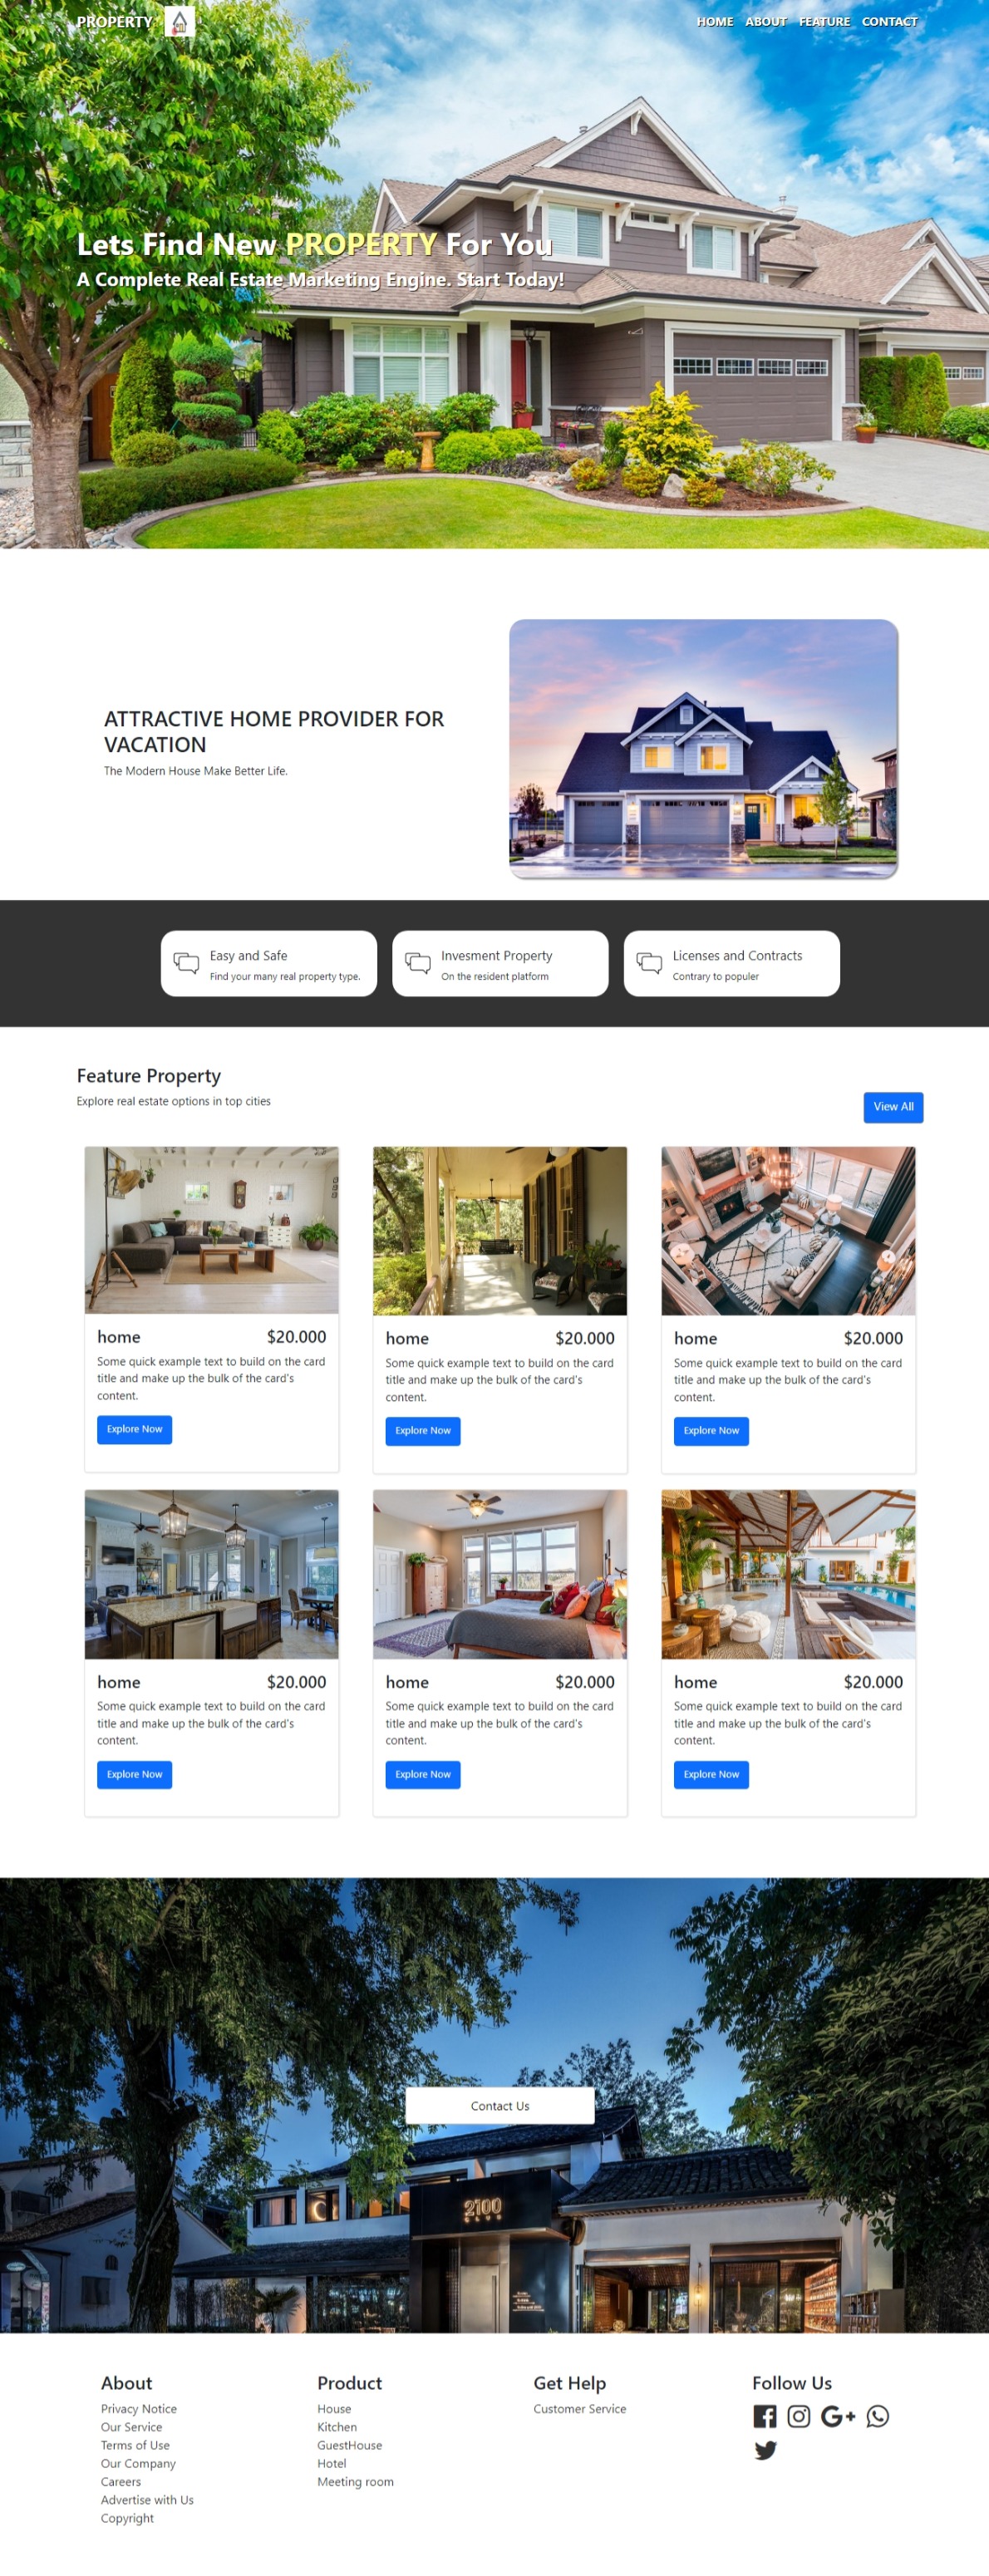 PROPERTY
HOME ABOUT FEATURE CONTACT
Lets Find New PROPERTY For You
A Complete Real Estate Marketing Engine. Start Today!
ATTRACTIVE HOME PROVIDER FOR
VACATION
The Modern House Make Better Life.
Easy and Safe
Find your many real property type.
Invesment Property
On the resident platform
Licenses and Contracts
Contrary to populer
Feature Property
Explore real estate options in top cities
View All
home $20.000
Some quick example text to build on the card
title and make up the bulk of the card's
content.
Explore Now
home $20.000
Some quick example text to build on the card
title and make up the bulk of the card's
content.
Explore Now
home $20.000
Some quick example text to build on the card
title and make up the bulk of the card's
content.
Explore Now
home $20.000
Some quick example text to build on the card
title and make up the bulk of the card's
content.
Explore Now
home $20.000
Some quick example text to build on the card
title and make up the bulk of the card's
content.
Explore Now
home $20.000
Some quick example text to build on the card
title and make up the bulk of the card's
content.
Explore Now
Contact Us
2100
About
Privacy Notice
Our Service
Terms of Use
Our Company
Careers
Advertise with Us
Copyright
Product
House
Kitchen
GuestHouse
Hotel
Meeting room
Get Help
Customer Service
Follow Us